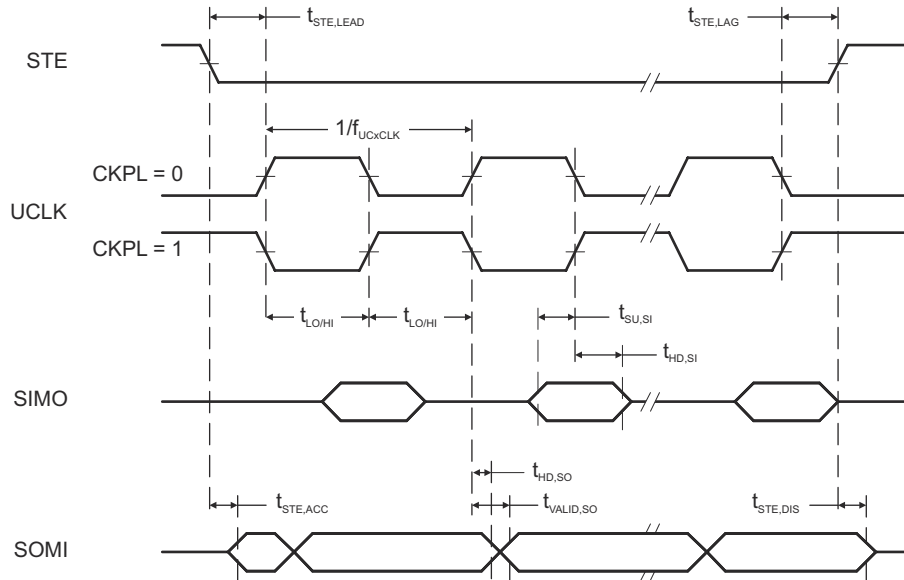 tSTE,LEAD
tSTE,LAG
STE
1/fUCxCLK
CKPL = 0
UCLK
CKPL = 1
tLO/HI
tLO/HI
tSU,SI
tHD,SI
SIMO
tHD,SO
tSTE,ACC
tVALID,SO
tSTE,DIS
SOMI